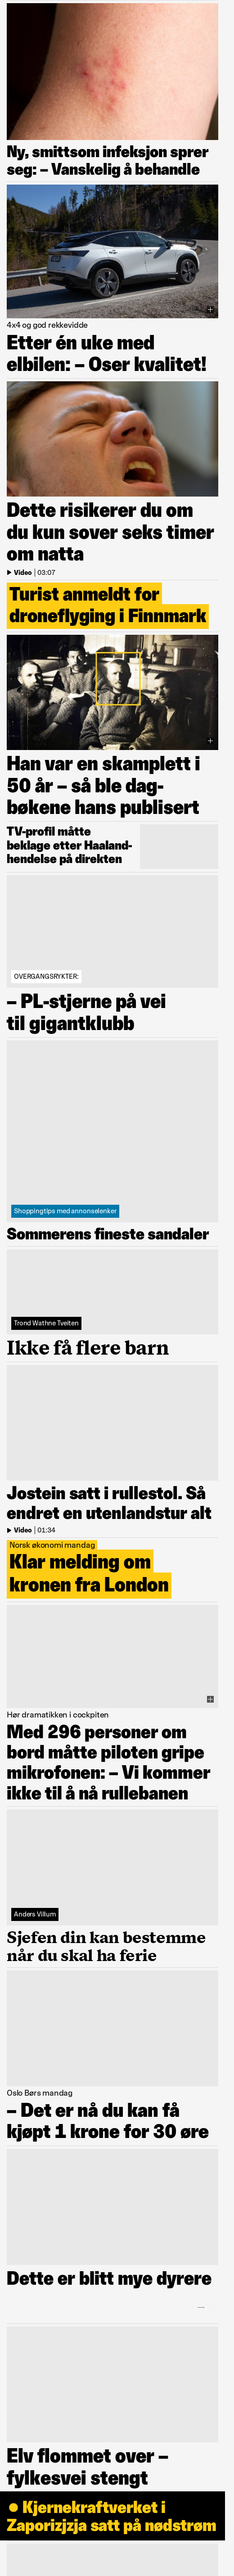 Ny, smittsom infeksjon sprer
seg: – Vanskelig å behandle
4x4 og god rekkevidde
Etter én uke med
elbilen: – Oser kvalitet!
Dette risikerer du om
du kun sover seks timer
om natta
Video | 03:07
Turist anmeldt for
droneflyging i Finnmark
Han var en skamplett i
50 år – så ble dag-
bøkene hans publisert
TV-profil måtte
beklage etter Haaland-
hendelse på direkten
OVERGANGSRYKTER:
– PL-stjerne på vei
til gigantklubb
Shoppingtips med annonselenker
Sommerens fineste sandaler
Trond Wathne Tveiten
Ikke få flere barn
Jostein satt i rullestol. Så
endret en utenlandstur alt
Video | 01:34
Norsk økonomi mandag
Klar melding om
kronen fra London
Hør dramatikken i cockpiten
Med 296 personer om
bord måtte piloten gripe
mikrofonen: – Vi kommer
ikke til å nå rullebanen
Anders Villum
Sjefen din kan bestemme
når du skal ha ferie
Oslo Børs mandag
– Det er nå du kan få
kjøpt 1 krone for 30 øre
Dette er blitt mye dyrere
Elv flommet over –
fylkesvei stengt
● Kjernekraftverket i
Zaporizjzja satt på nødstrøm